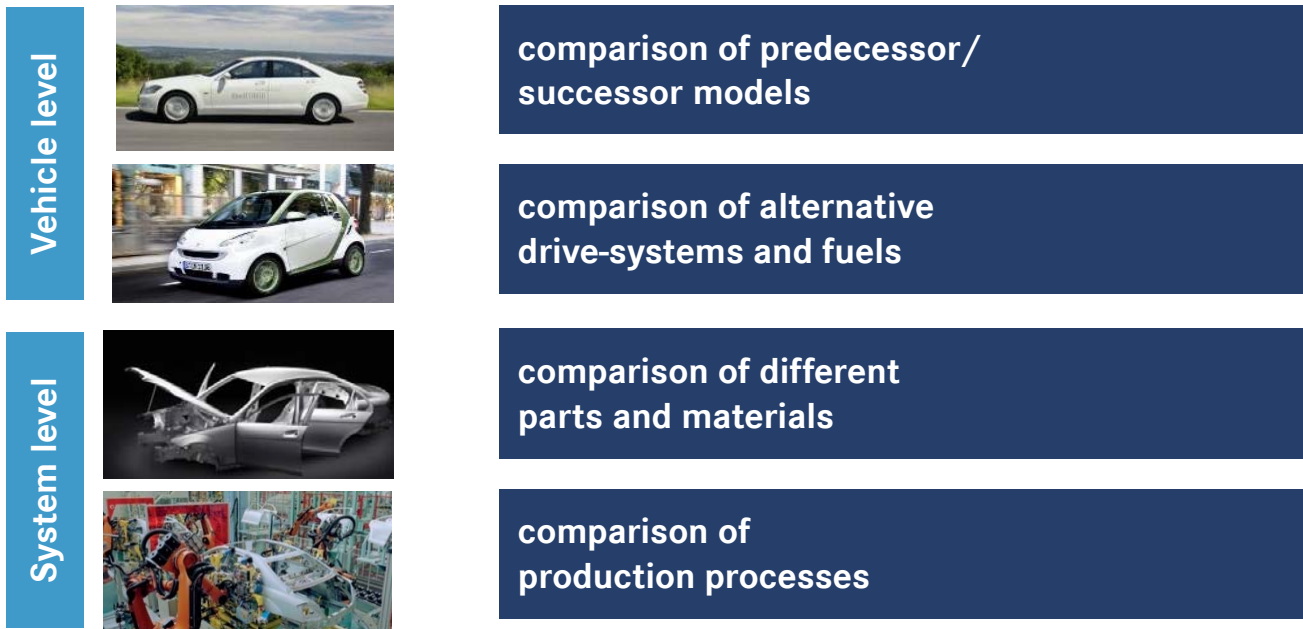 Vehicle level
comparison of predecessor/
successor models
comparison of alternative
drive-systems and fuels
System level
comparison of different
parts and materials
comparison of
production processes